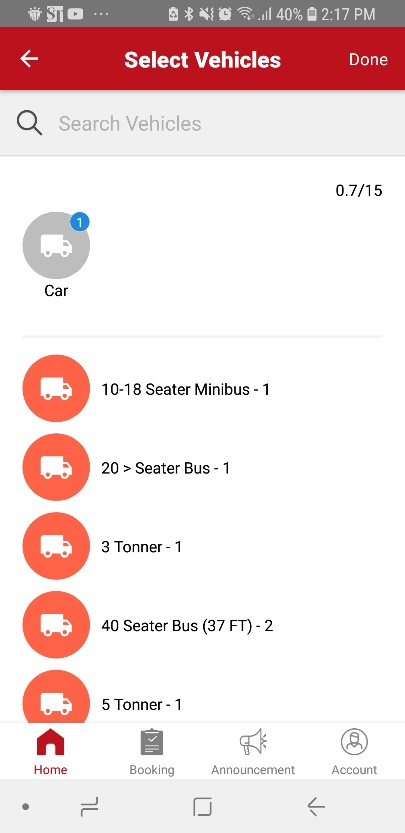 40% 2:17 PM
Select Vehicles
Done
Search Vehicles
0.7/15
1
Car
10-18 Seater Minibus - 1
20 > Seater Bus - 1
3 Tonner - 1
40 Seater Bus (37 FT) - 2
5 Tonner - 1
Home Booking Announcement Account